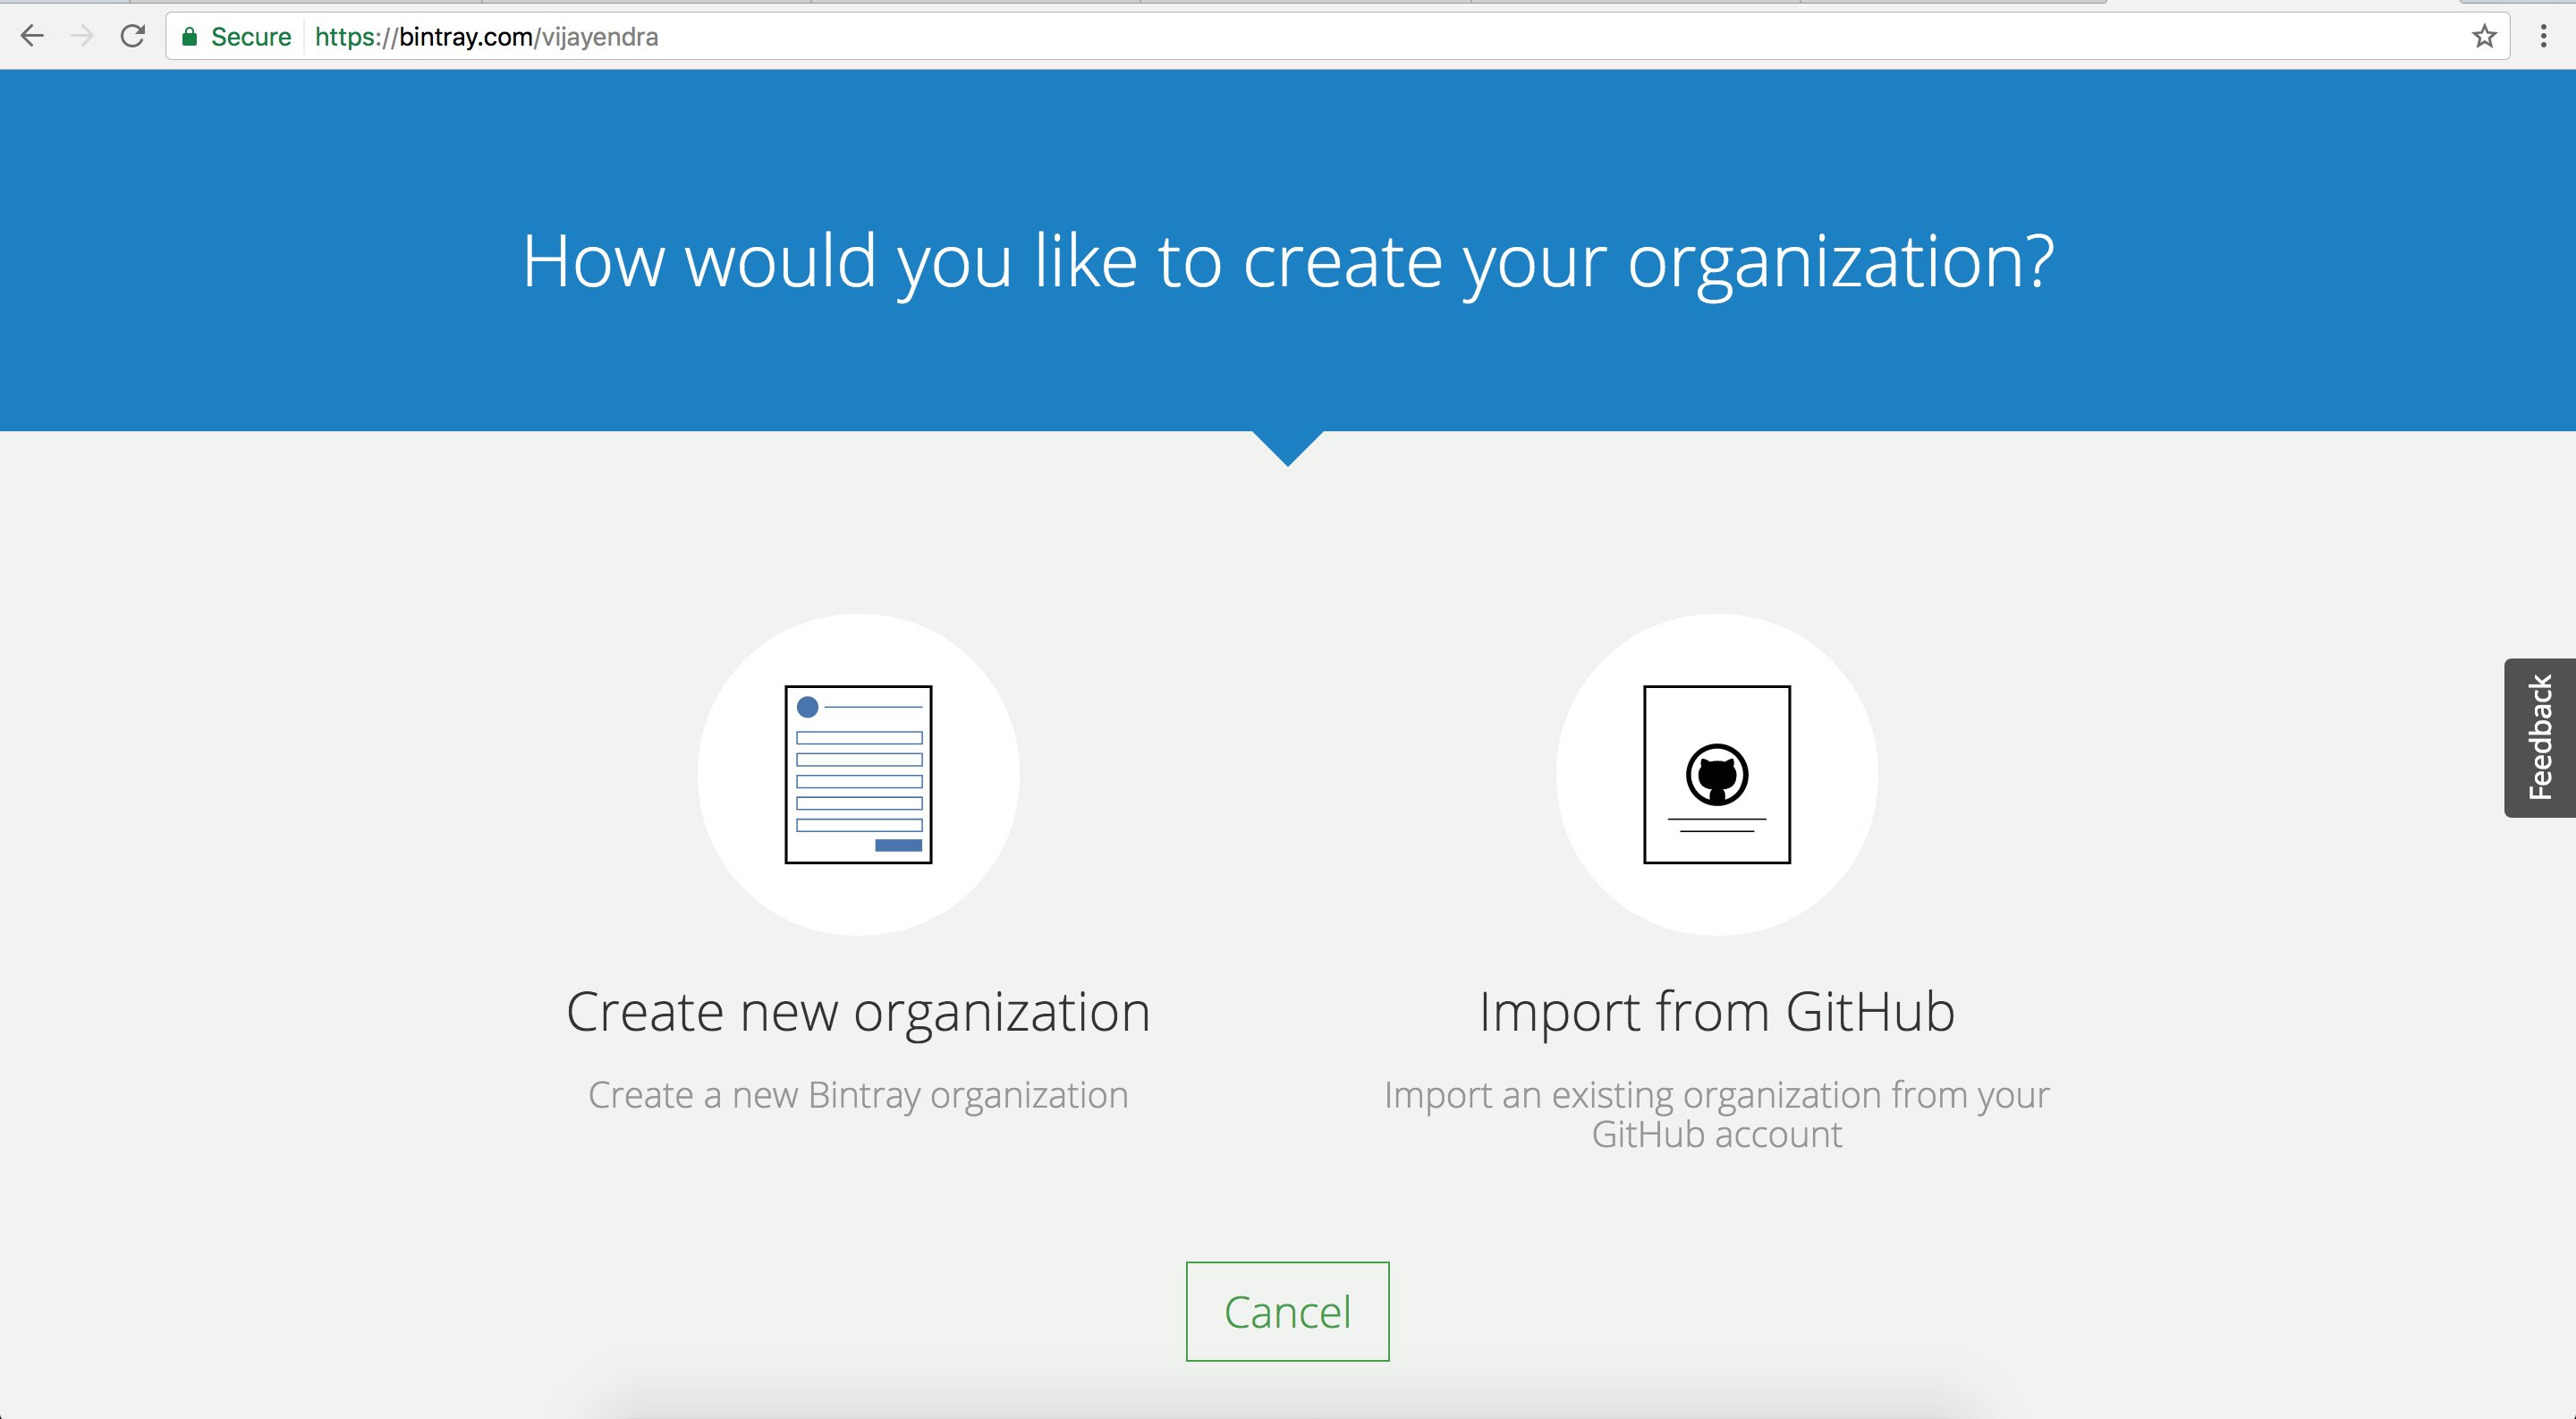 Secure https://bintray.com/vijayendra
How would you like to create your organization?
Create new organization
Create a new Bintray organization
Import from GitHub
Import an existing organization from your
GitHub account
Feedback
Cancel